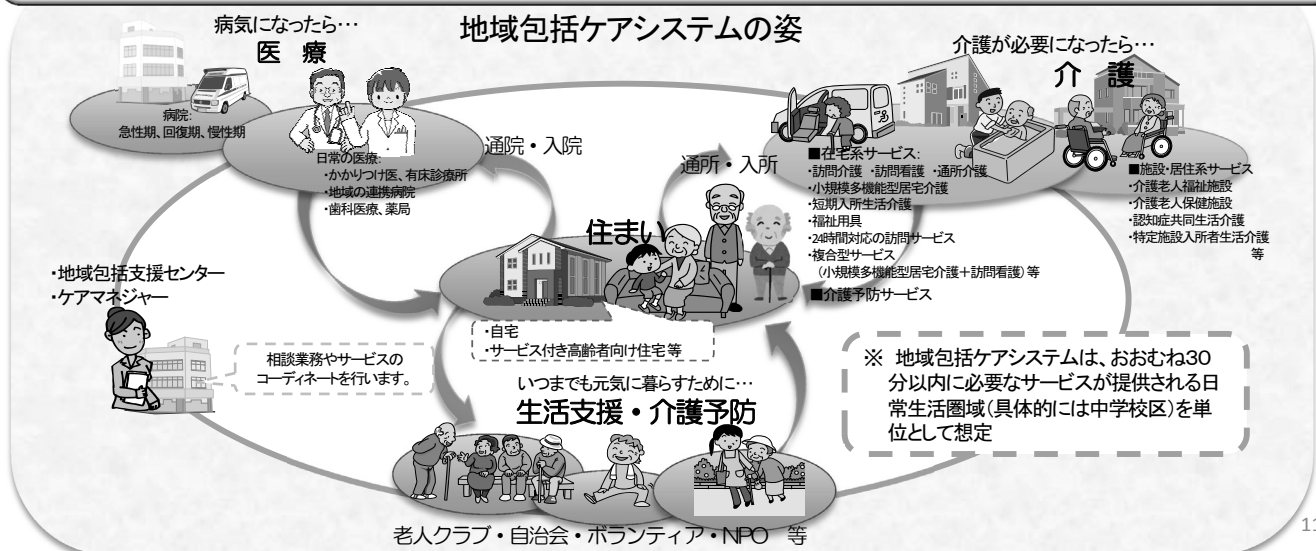 地域包括ケアシステムの姿
病気になったら…
医 療
病院:
急性期、回復期、慢性期
日常の医療:
・かかりつけ医、有床診療所
・地域の連携病院
・歯科医療、薬局
通院・入院
通所・入所
介護が必要になったら…
介 護
■在宅系サービス:
・訪問介護 ・訪問看護 ・通所介護
・小規模多機能型居宅介護
・短期入所生活介護
・福祉用具
・24時間対応の訪問サービス
・複合型サービス
(小規模多機能型居宅介護+訪問看護)等
■介護予防サービス
■施設・居住系サービス
・介護老人福祉施設
・介護老人保健施設
・認知症共同生活介護
・特定施設入所者生活介護
等
住まい
・自宅
・サービス付き高齢者向け住宅 等
・地域包括支援センター
・ケアマネジャー
相談業務やサービスの
コーディネートを行います。
いつまでも元気に暮らすために…
生活支援・介護予防
老人クラブ・自治会・ボランティア・NPO 等
※ 地域包括ケアシステムは、おおむね30
分以内に必要なサービスが提供される日
常生活圏域(具体的には中学校区)を単
位として想定